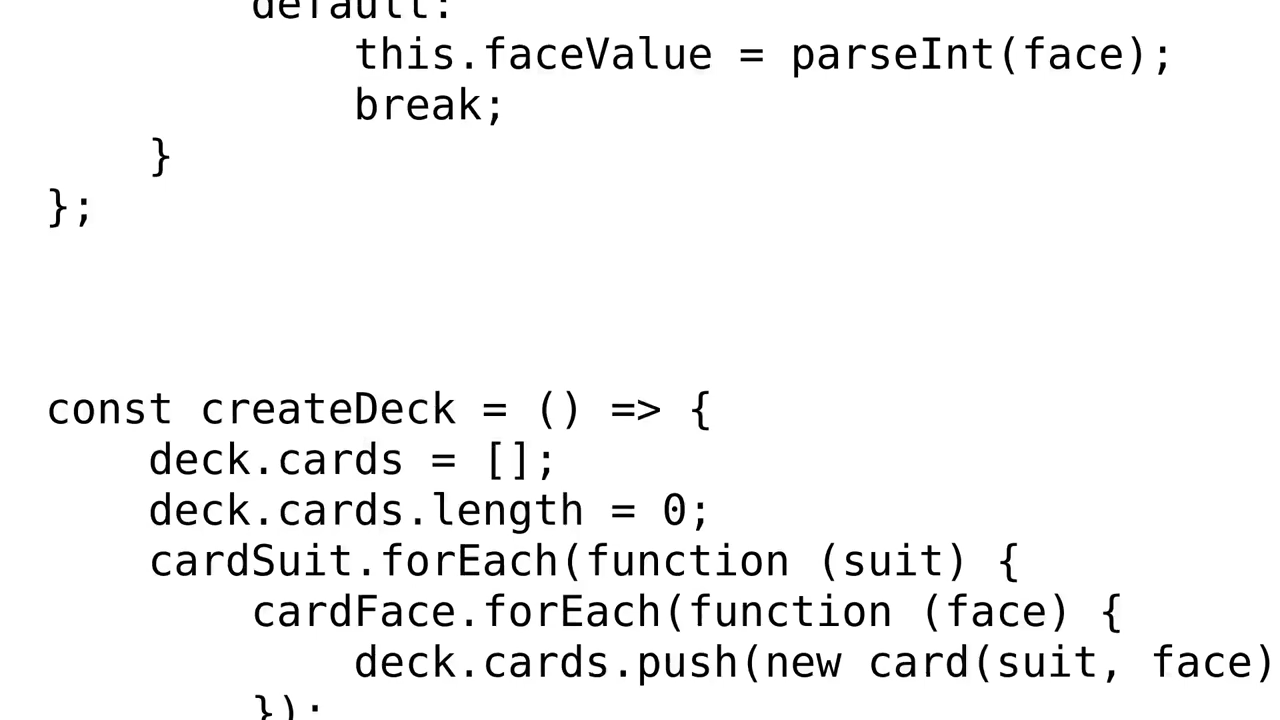 default:
this.faceValue = parseInt(face);
break;
}
};
const createDeck = () => {
deck.cards = [];
deck.cards.length = 0;
cardSuit.forEach(function (suit) {
cardFace.forEach(function (face) {
deck.cards.push(new card(suit, face)
});